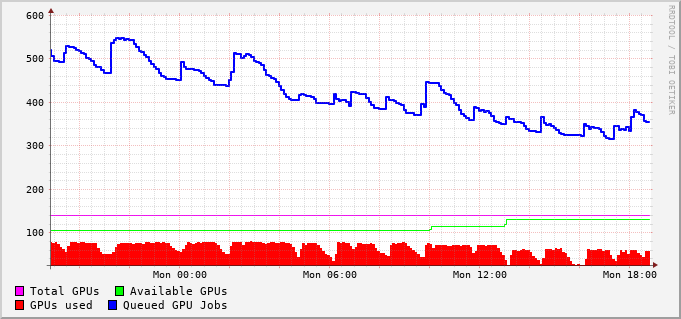 600
500
400
300
200
100
Mon 00:00 Mon 06:00 Mon 12:00 Mon 18:00
Total GPUs Available GPUs
GPUs used Queued GPU Jobs
RRDTOOL / TOBI OETIKER